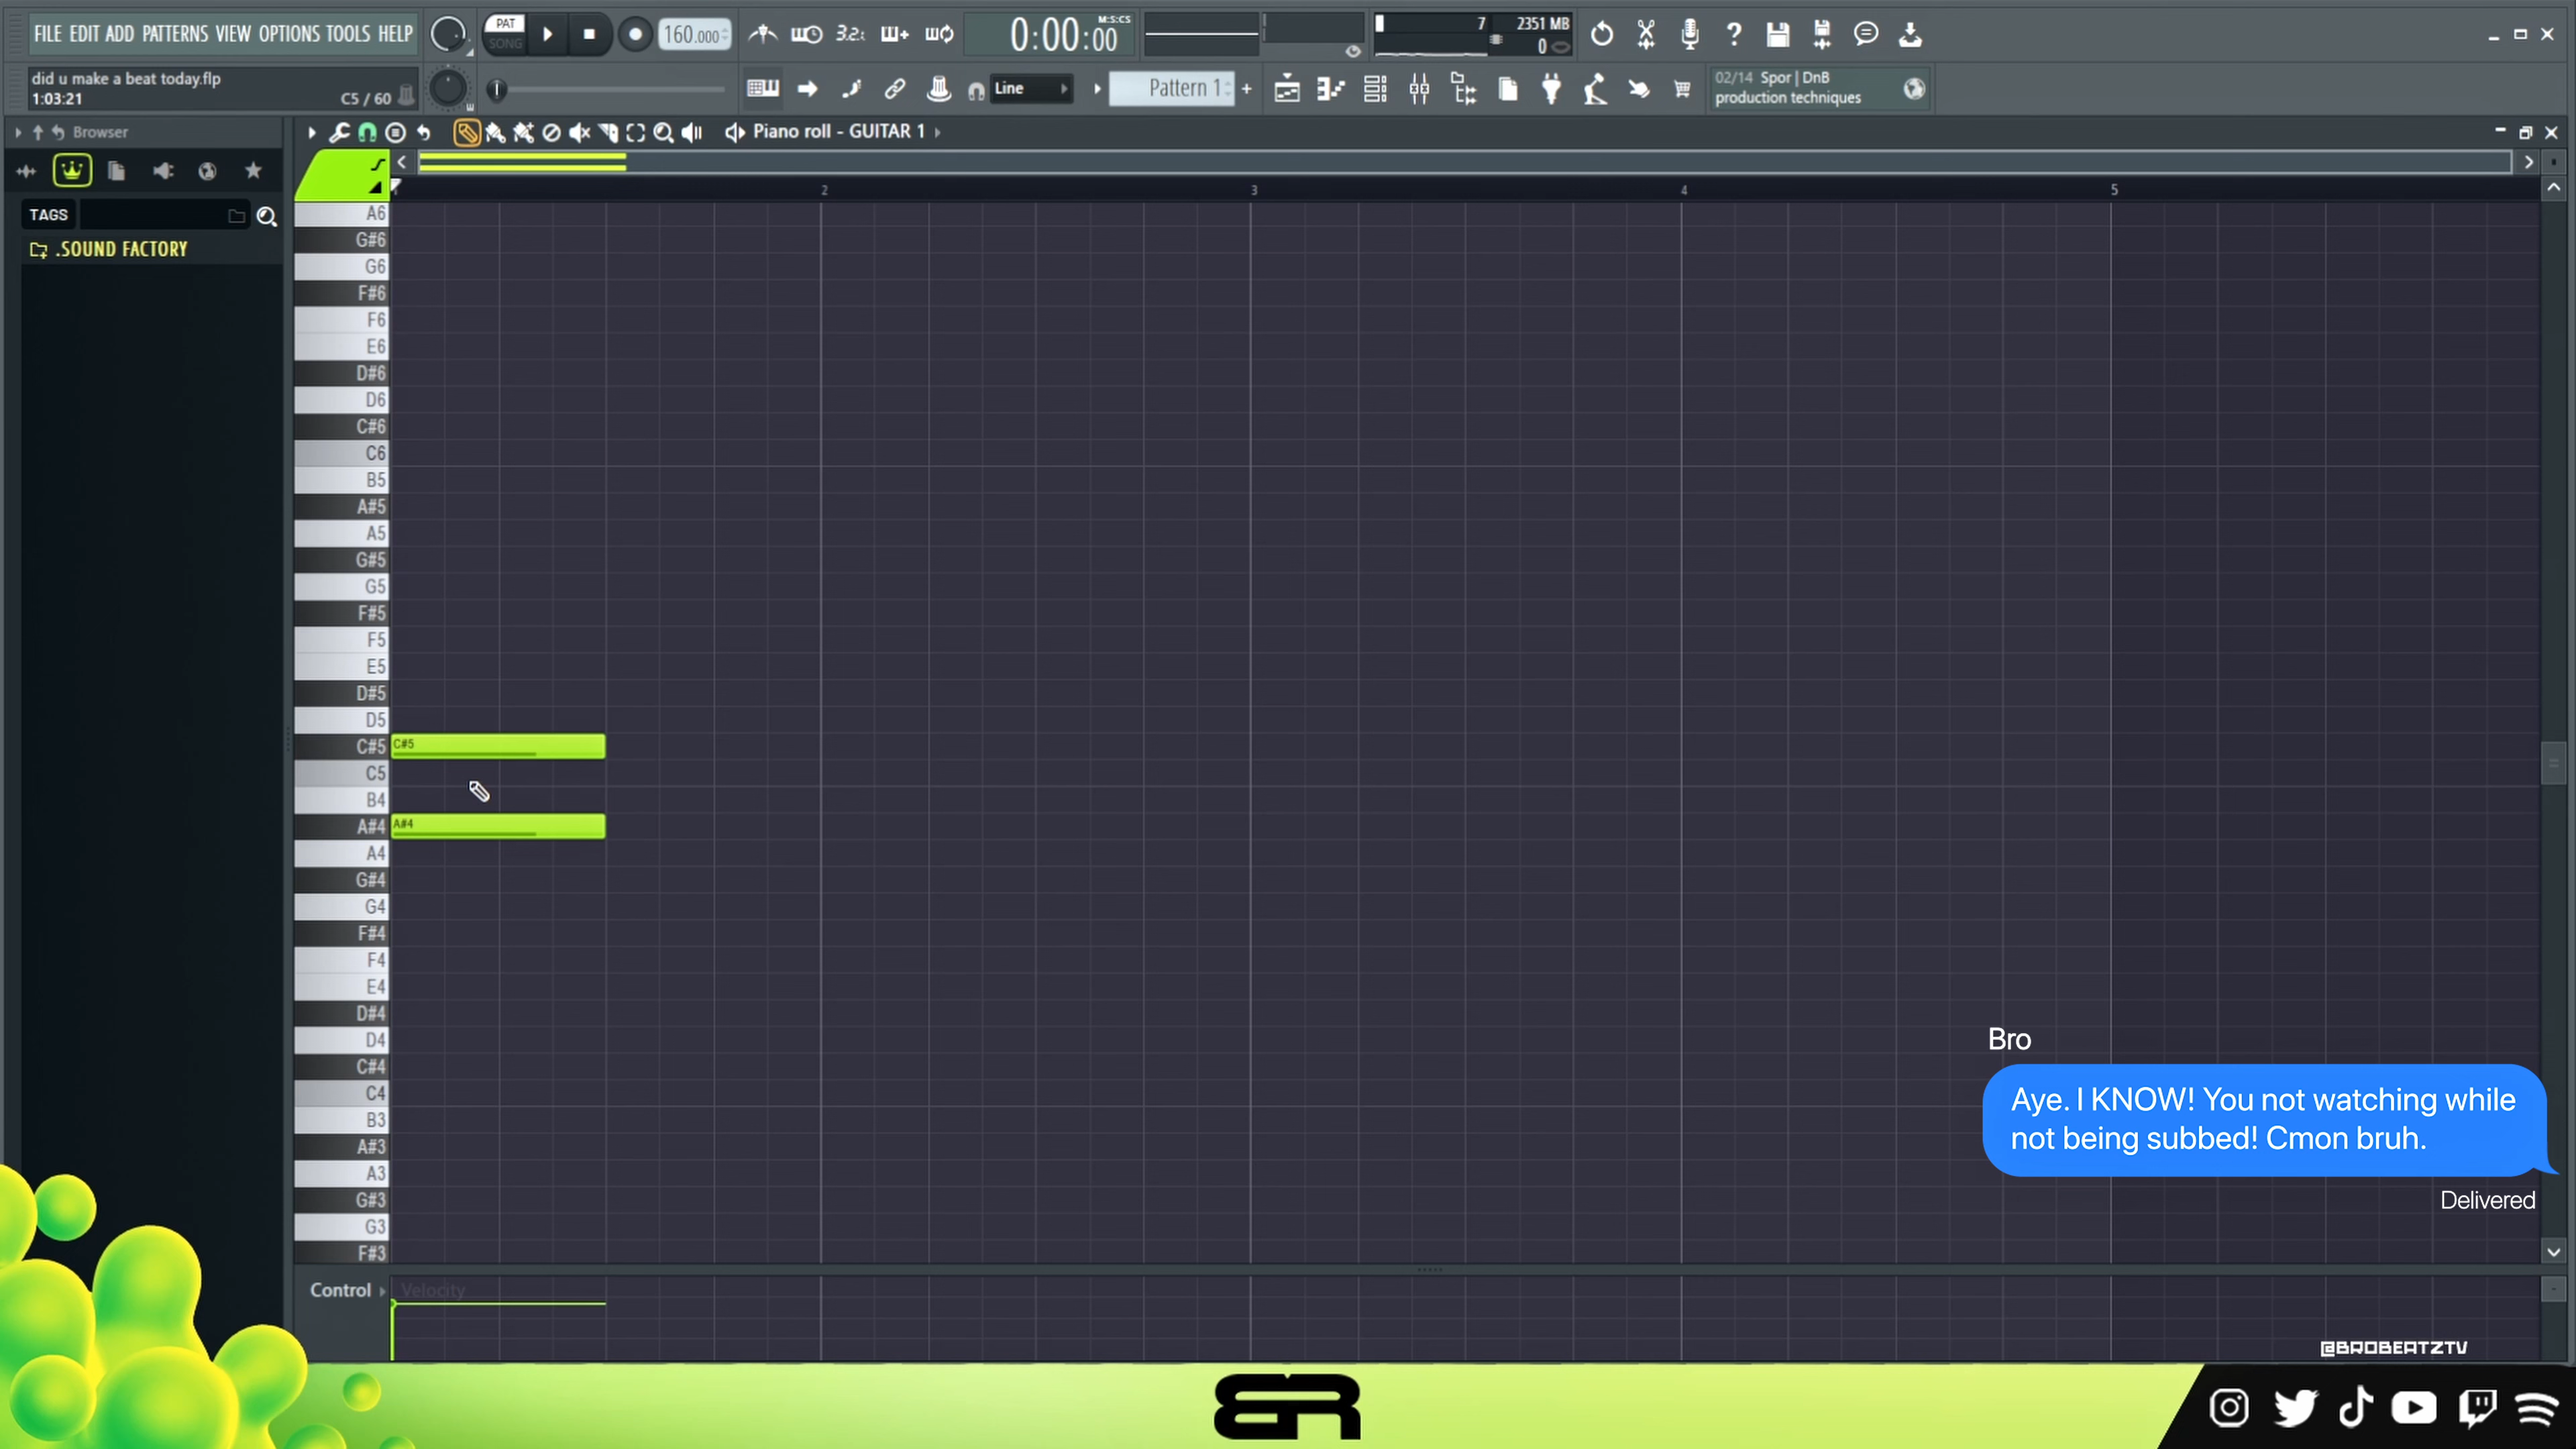 FILE EDIT ADD PATTERNS VIEW OPTIONS TOOLS HELP
PAT
SONG
160.000
3.2:
0:00:00
M:S:CS
7
2351 MB
0
did u make a beat today.flp
1:03:21
C5 / 60
Line
Pattern 1
02/14 Spor | DnB
production techniques
Browser
Piano roll - GUITAR 1
TAGS
.SOUND FACTORY
2
3
4
5
A6
G#6
G6
F#6
F6
E6
D#6
D6
C#6
C6
B5
A#5
A5
G#5
G5
F#5
F5
E5
D#5
D5
C#5
C#5
C5
B4
A#4
A#4
A4
G#4
G4
F#4
F4
E4
D#4
D4
C#4
C4
B3
A#3
A3
G#3
G3
F#3
Bro
Aye. I KNOW! You not watching while
not being subbed! Cmon bruh.
Delivered
Control
Velocity
@BROBEATZTV
BR